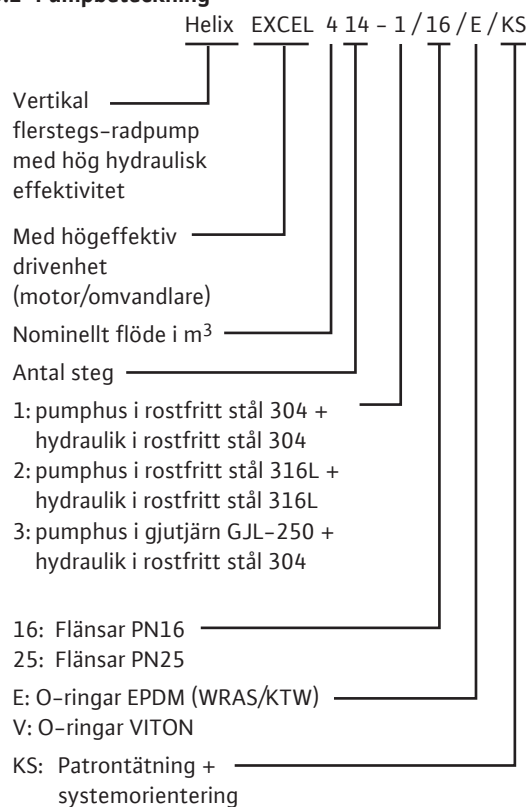 Pumpbeteckning
Helix EXCEL 4 14 - 1 / 16 / E / KS
Vertikal
flerstegs-radpump
med hög hydraulisk
effektivitet
Med högeffektiv
drivenhet
(motor/omvandlare)
Nominellt flöde i m³
Antal steg
1: pumphus i rostfritt stål 304 +
hydraulik i rostfritt stål 304
2: pumphus i rostfritt stål 316L +
hydraulik i rostfritt stål 316L
3: pumphus i gjutjärn GJL-250 +
hydraulik i rostfritt stål 304
16: Flänsar PN16
25: Flänsar PN25
E: O-ringar EPDM (WRAS/KTW)
V: O-ringar VITON
KS: Patrontätning +
systemorientering